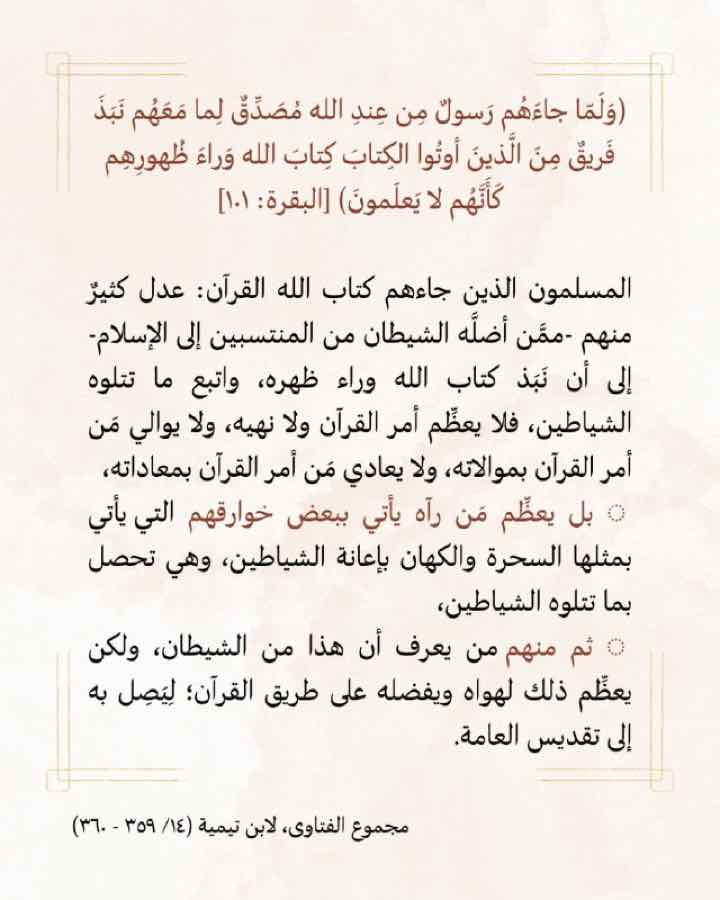 (وَلَمّا جاءَهُم رَسولٌ مِن عِندِ الله مُصَدِّقٌ لِما مَعَهُم نَبَذَ
فَريقٌ مِنَ الَّذينَ أوتُوا الكِتابَ كِتابَ الله وَراءَ ظُهورِهِم
كَأَنَّهُم لا يَعلَمونَ) [البقرة: ١٠١]
المسلمون الذين جاءهم كتاب الله القرآن: عدل كثيرٌ
منهم -ممَّن أضلَّه الشيطان من المنتسبين إلى الإسلام-
إلى أن نَبَذ كتاب الله وراء ظهره، واتبع ما تتلوه
الشياطين، فلا يعظِّم أمر القرآن ولا نهيه، ولا يوالي مَن
أمر القرآن بموالاته، ولا يعادي مَن أمر القرآن بمعاداته،
◌ بل يعظِّم مَن رآه يأتي ببعض خوارقهم التي يأتي
بمثلها السحرة والكهان بإعانة الشياطين، وهي تحصل
بما تتلوه الشياطين،
◌ ثم منهم من يعرف أن هذا من الشيطان، ولكن
يعظِّم ذلك لهواه ويفضله على طريق القرآن؛ لِيَصِل به
إلى تقديس العامة.
مجموع الفتاوى، لابن تيمية (١٤/ ٣٥٩ - ٣٦٠)